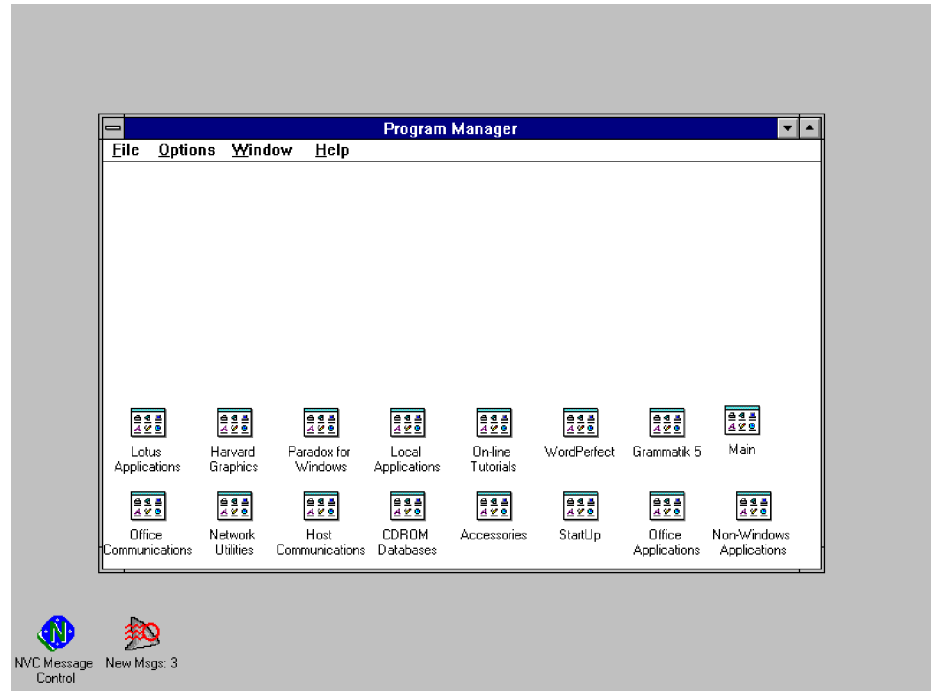 Program Manager
File Options Window Help
Lotus Applications
Harvard Graphics
Paradox for Windows
Local Applications
On-line Tutorials
WordPerfect
Grammatik 5
Main
Office Communications
Network Utilities
Host Communications
CDROM Databases
Accessories
StartUp
Office Applications
Non-Windows Applications
N
NVC Message Control
New Msgs: 3